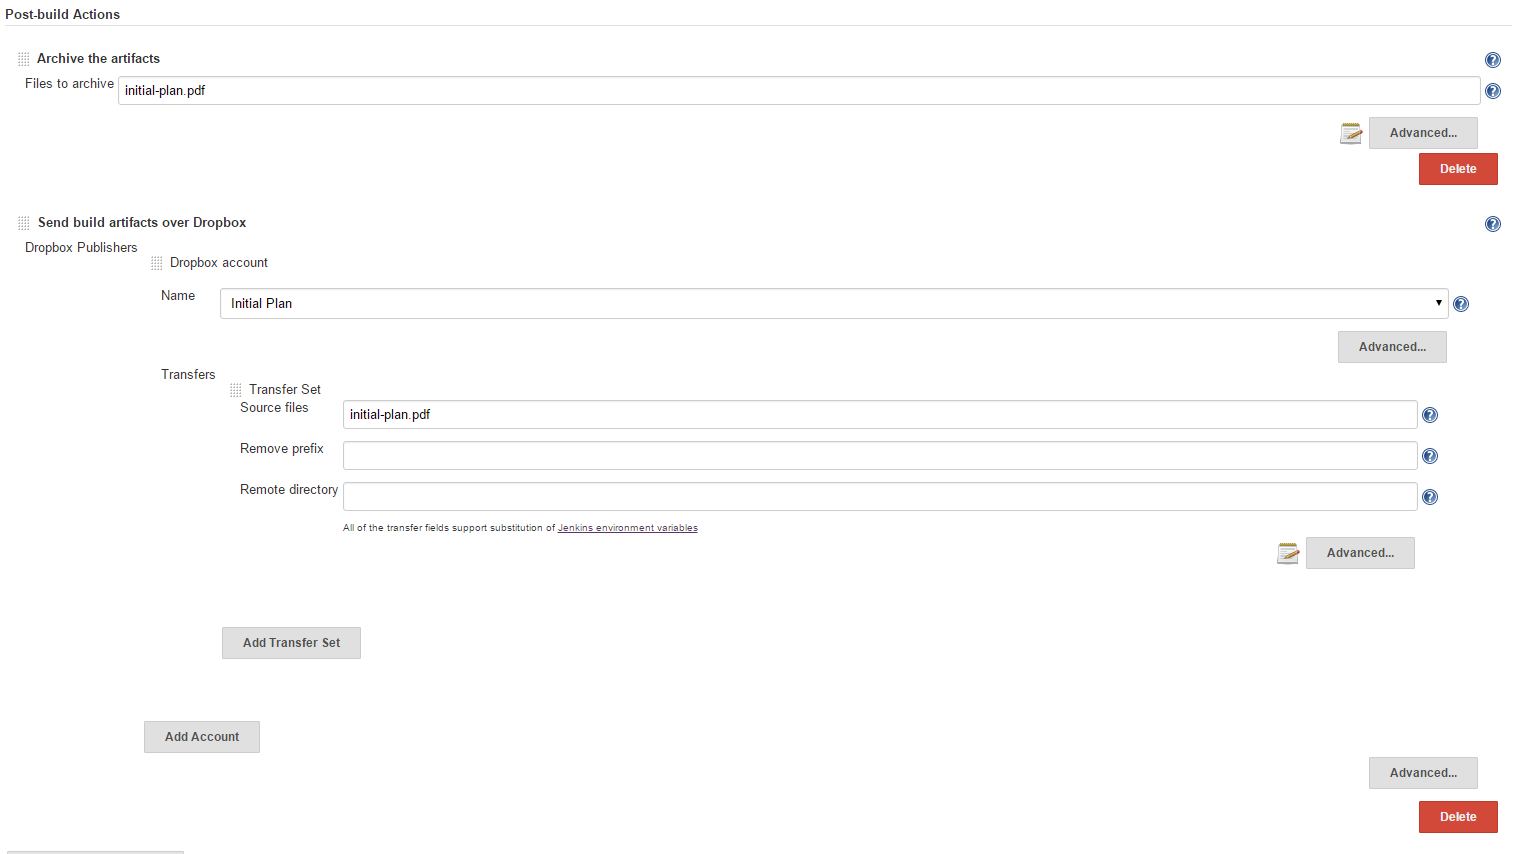 Post-build Actions
Archive the artifacts
Files to archive initial-plan.pdf
Advanced...
Delete
Send build artifacts over Dropbox
Dropbox Publishers
Dropbox account
Name Initial Plan
Advanced...
Transfers
Transfer Set
Source files initial-plan.pdf
Remove prefix
Remote directory
All of the transfer fields support substitution of Jenkins environment variables
Advanced...
Add Transfer Set
Add Account
Advanced...
Delete